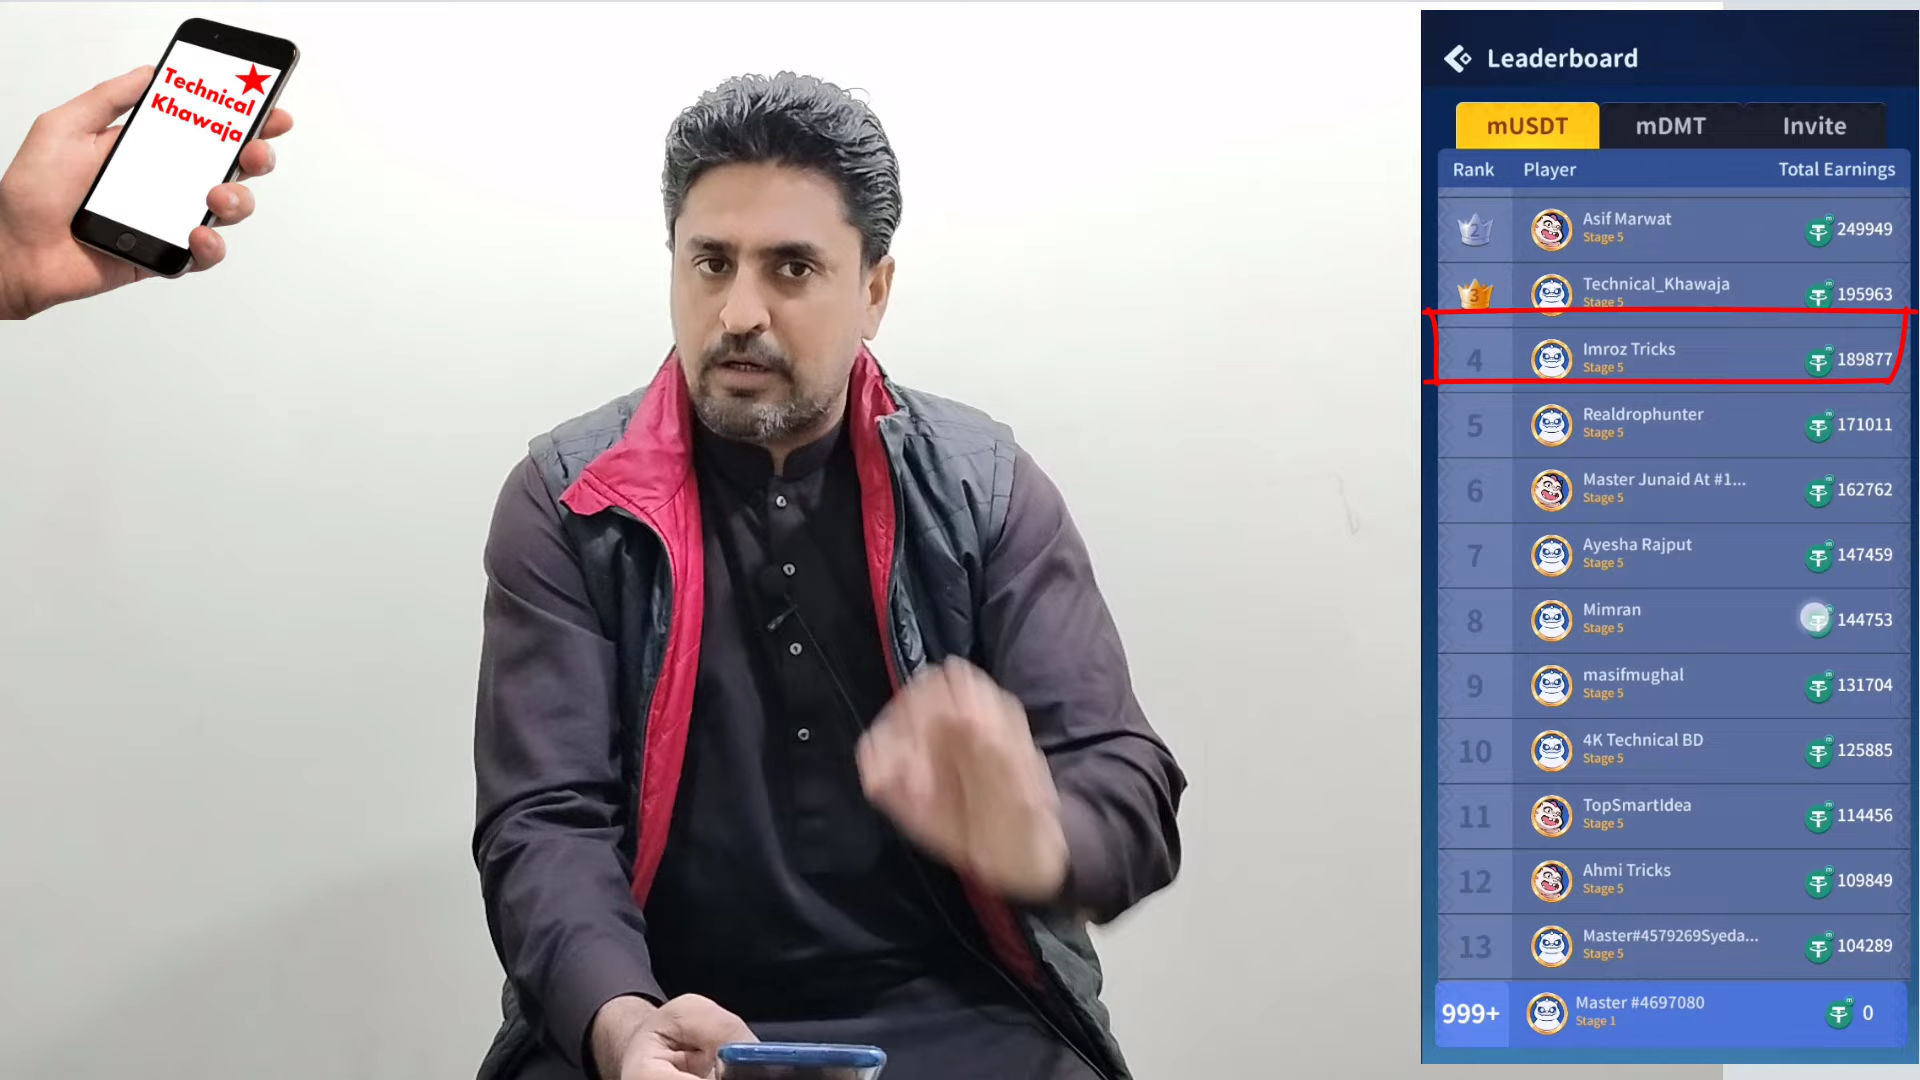 Technical
Khawaja
Leaderboard
mUSDT mDMT Invite
Rank Player Total Earnings
2 Asif Marwat 249949
Stage 5
3 Technical_Khawaja 195963
Stage 5
4 Imroz Tricks 189877
Stage 5
5 Realdrophunter 171011
Stage 5
6 Master Junaid At #1... 162762
Stage 5
7 Ayesha Rajput 147459
Stage 5
8 Mimran 144753
Stage 5
9 masifmughal 131704
Stage 5
10 4K Technical BD 125885
Stage 5
11 TopSmartIdea 114456
Stage 5
12 Ahmi Tricks 109849
Stage 5
13 Master#4579269Syeda... 104289
Stage 5
999+ Master #4697080 0
Stage 1